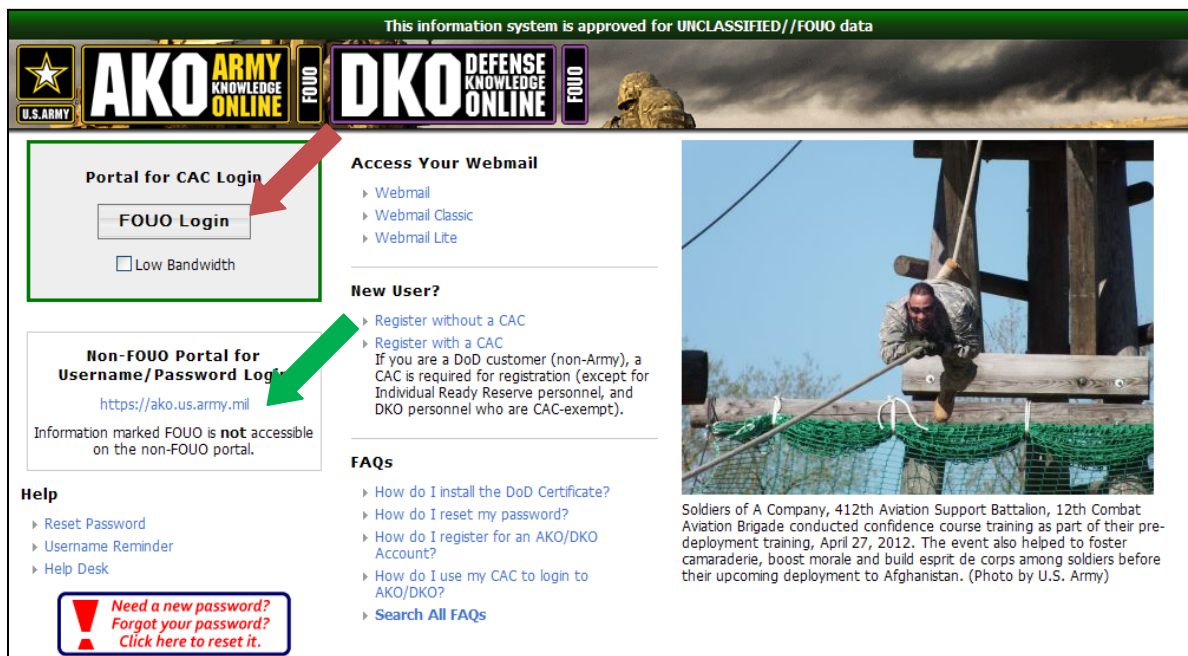 This information system is approved for UNCLASSIFIED//FOUO data
U.S.ARMY
AKO ARMY KNOWLEDGE ONLINE FOUO
DKO DEFENSE KNOWLEDGE ONLINE FOUO
Portal for CAC Login
FOUO Login
Low Bandwidth
Non-FOUO Portal for
Username/Password Login
https://ako.us.army.mil
Information marked FOUO is not accessible
on the non-FOUO portal.
Help
Reset Password
Username Reminder
Help Desk
! Need a new password?
Forgot your password?
Click here to reset it.
Access Your Webmail
Webmail
Webmail Classic
Webmail Lite
New User?
Register without a CAC
Register with a CAC
If you are a DoD customer (non-Army), a
CAC is required for registration (except for
Individual Ready Reserve personnel, and
DKO personnel who are CAC-exempt).
FAQs
How do I install the DoD Certificate?
How do I reset my password?
How do I register for an AKO/DKO
Account?
How do I use my CAC to login to
AKO/DKO?
Search All FAQs
Soldiers of A Company, 412th Aviation Support Battalion, 12th Combat
Aviation Brigade conducted confidence course training as part of their pre-
deployment training, April 27, 2012. The event also helped to foster
camaraderie, boost morale and build esprit de corps among soldiers before
their upcoming deployment to Afghanistan. (Photo by U.S. Army)